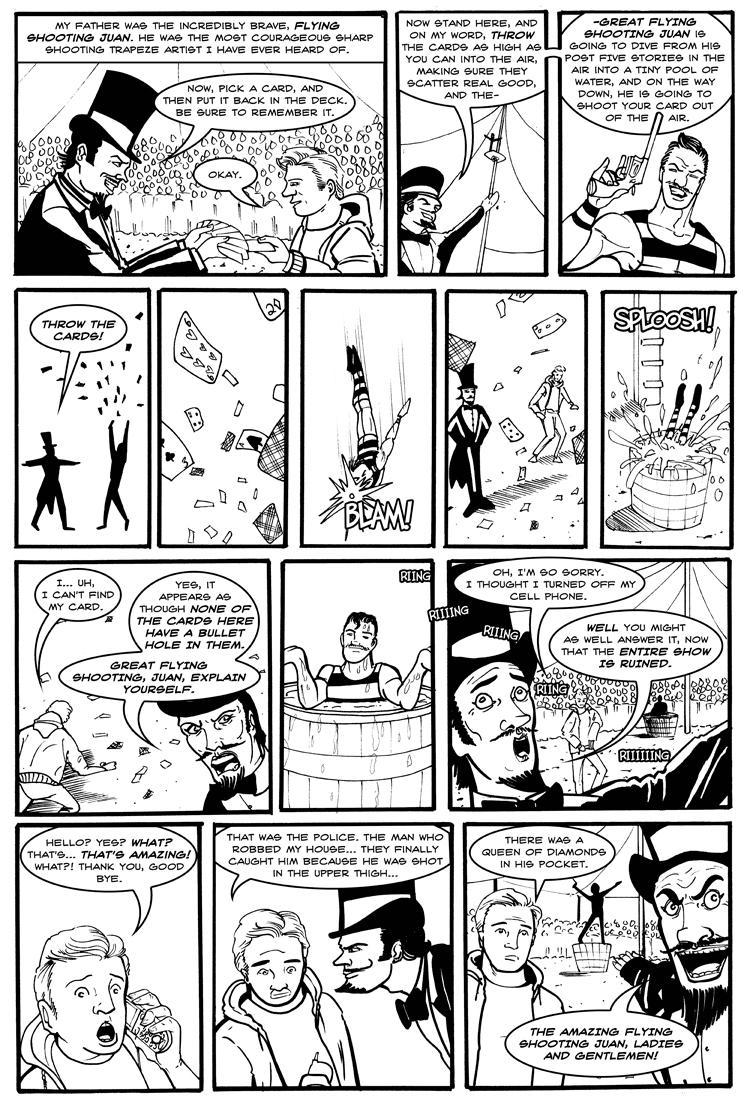 MY FATHER WAS THE INCREDIBLY BRAVE, FLYING
SHOOTING JUAN. HE WAS THE MOST COURAGEOUS SHARP
SHOOTING TRAPEZE ARTIST I HAVE EVER HEARD OF.
NOW, PICK A CARD, AND
THEN PUT IT BACK IN THE DECK.
BE SURE TO REMEMBER IT.
OKAY.
NOW STAND HERE, AND
ON MY WORD, THROW
THE CARDS AS HIGH AS
YOU CAN INTO THE AIR,
MAKING SURE THEY
SCATTER REAL GOOD,
AND THE-
-GREAT FLYING
SHOOTING JUAN IS
GOING TO DIVE FROM HIS
POST FIVE STORIES IN THE
AIR INTO A TINY POOL OF
WATER, AND ON THE WAY
DOWN, HE IS GOING TO
SHOOT YOUR CARD OUT
OF THE AIR.
THROW THE
CARDS!
BLAM!
SPLOOSH!
I... UH,
I CAN'T FIND
MY CARD.
YES, IT
APPEARS AS
THOUGH NONE OF
THE CARDS HERE
HAVE A BULLET
HOLE IN THEM.
GREAT FLYING
SHOOTING, JUAN, EXPLAIN
YOURSELF.
RIING
RIIIING
RIING
OH, I'M SO SORRY.
I THOUGHT I TURNED OFF MY
CELL PHONE.
WELL YOU MIGHT
AS WELL ANSWER IT, NOW
THAT THE ENTIRE SHOW
IS RUINED.
RIING
RIIIIIING
HELLO? YES? WHAT?
THAT'S... THAT'S AMAZING!
WHAT?! THANK YOU, GOOD
BYE.
THAT WAS THE POLICE. THE MAN WHO
ROBBED MY HOUSE... THEY FINALLY
CAUGHT HIM BECAUSE HE WAS SHOT
IN THE UPPER THIGH...
THERE WAS A
QUEEN OF DIAMONDS
IN HIS POCKET.
THE AMAZING FLYING
SHOOTING JUAN, LADIES
AND GENTLEMEN!